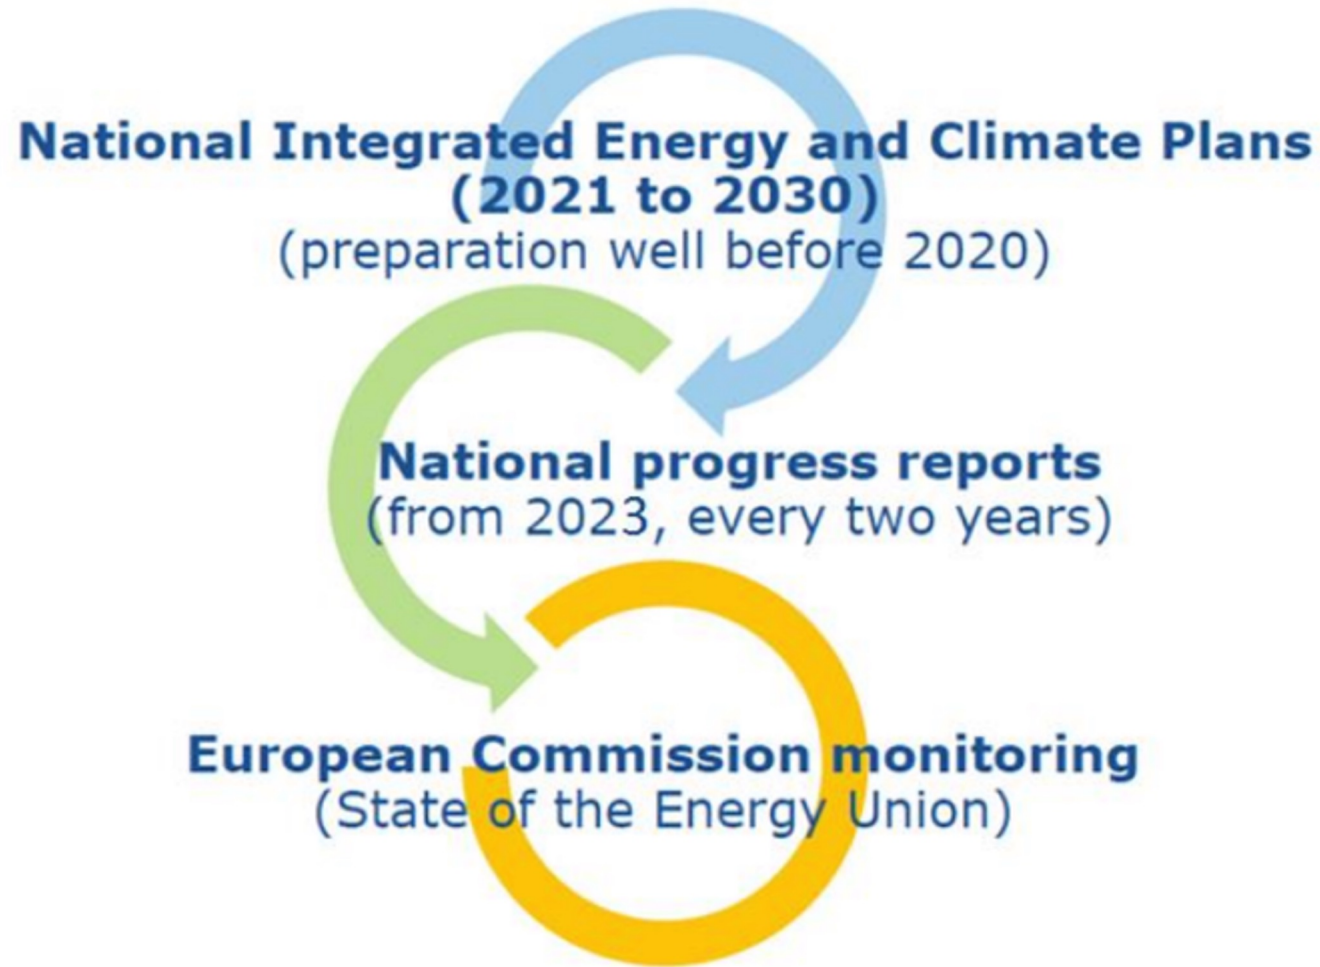 National Integrated Energy and Climate Plans
(2021 to 2030)
(preparation well before 2020)
National progress reports
(from 2023, every two years)
European Commission monitoring
(State of the Energy Union)